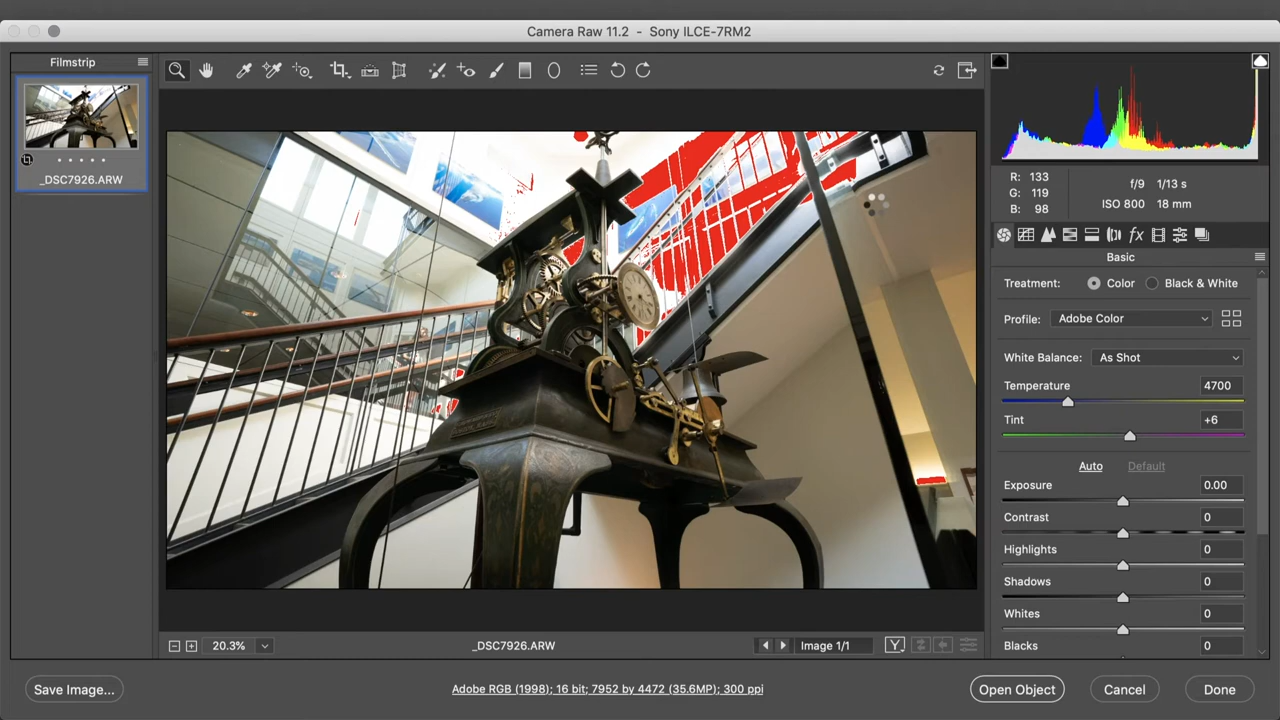 Camera Raw 11.2 - Sony ILCE-7RM2
Filmstrip
_DSC7926.ARW
R: 133
G: 119
B: 98
f/9 1/13 s
ISO 800 18 mm
fx
Basic
Treatment: Color Black & White
Profile: Adobe Color
White Balance: As Shot
Temperature 4700
Tint +6
Auto Default
Exposure 0.00
Contrast 0
Highlights 0
Shadows 0
Whites 0
Blacks 0
20.3% _DSC7926.ARW Image 1/1 Y
Save Image... Adobe RGB (1998); 16 bit; 7952 by 4472 (35.6MP); 300 ppi Open Object Cancel Done